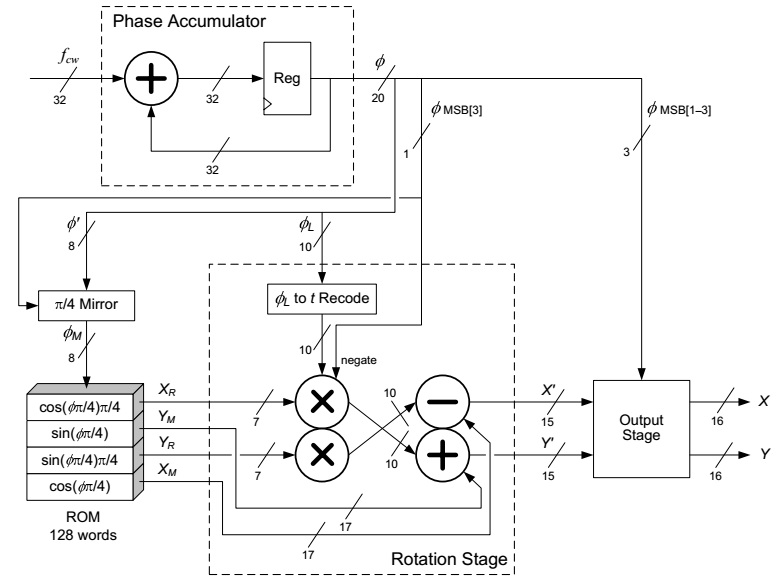 Phase Accumulator
f_cw
32
32
Reg
32
ϕ
20
ϕ MSB[3]
1
ϕ MSB[1–3]
3
ϕ'
8
ϕ_L
10
π/4 Mirror
ϕ_L to t Recode
ϕ_M
8
10
negate
cos(ϕπ/4)π/4
sin(ϕπ/4)
sin(ϕπ/4)π/4
cos(ϕπ/4)
ROM
128 words
X_R
7
Y_M
Y_R
7
X_M
10
10
17
17
X'
15
Y'
15
Output
Stage
X
16
Y
16
Rotation Stage